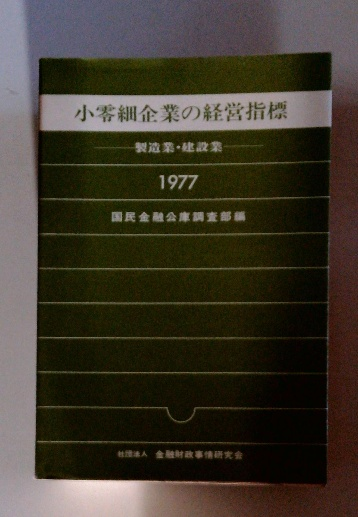 小零細企業の経営指標
製造業・建設業
1977
国民金融公庫調査部編
社団法人 金融財政事情研究会